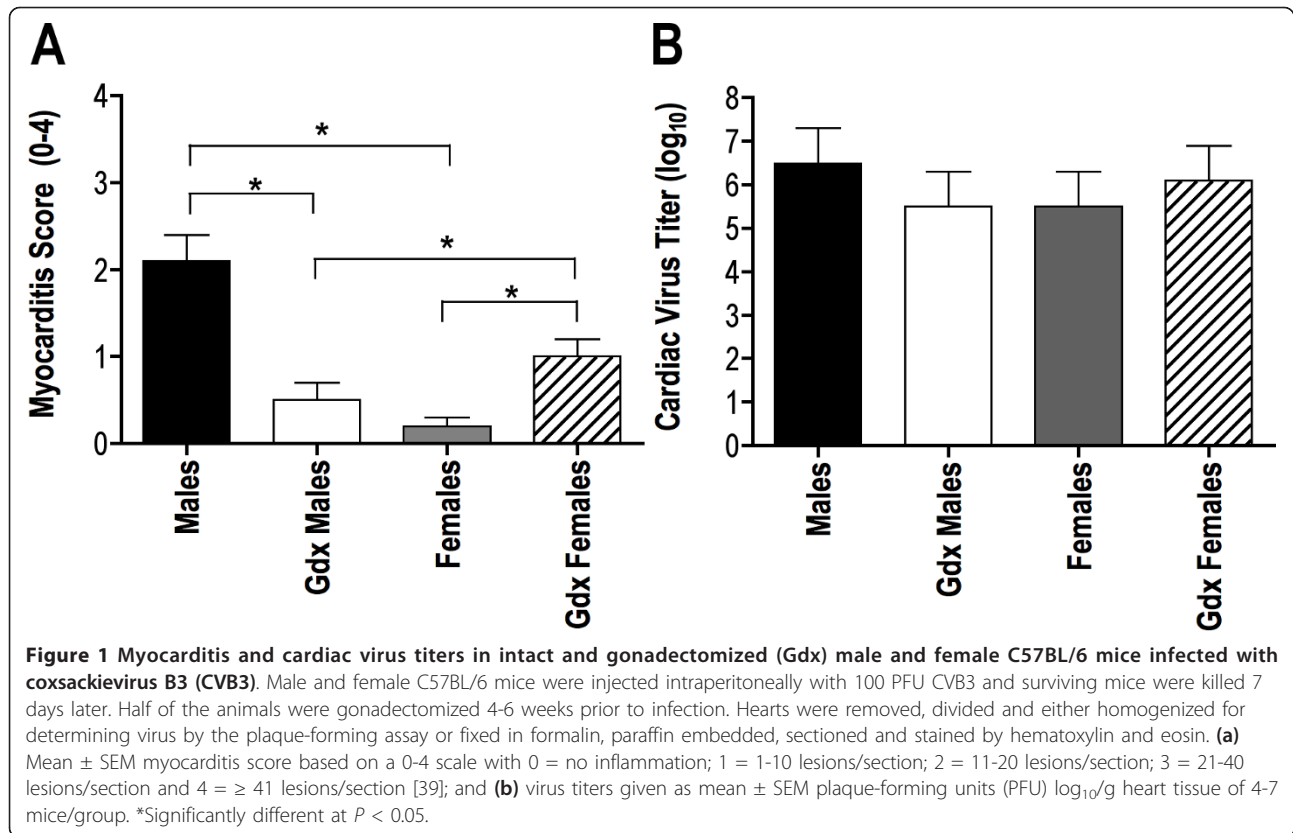 A
Myocarditis Score (0-4)
4
3
2
1
0
*
*
*
*
Males
Gdx Males
Females
Gdx Females
B
Cardiac Virus Titer (log10)
8
7
6
5
4
3
2
1
0
Males
Gdx Males
Females
Gdx Females
Figure 1 Myocarditis and cardiac virus titers in intact and gonadectomized (Gdx) male and female C57BL/6 mice infected with
coxsackievirus B3 (CVB3). Male and female C57BL/6 mice were injected intraperitoneally with 100 PFU CVB3 and surviving mice were killed 7
days later. Half of the animals were gonadectomized 4-6 weeks prior to infection. Hearts were removed, divided and either homogenized for
determining virus by the plaque-forming assay or fixed in formalin, paraffin embedded, sectioned and stained by hematoxylin and eosin. (a)
Mean ± SEM myocarditis score based on a 0-4 scale with 0 = no inflammation; 1 = 1-10 lesions/section; 2 = 11-20 lesions/section; 3 = 21-40
lesions/section and 4 = ≥ 41 lesions/section [39]; and (b) virus titers given as mean ± SEM plaque-forming units (PFU) log10/g heart tissue of 4-7
mice/group. *Significantly different at P < 0.05.